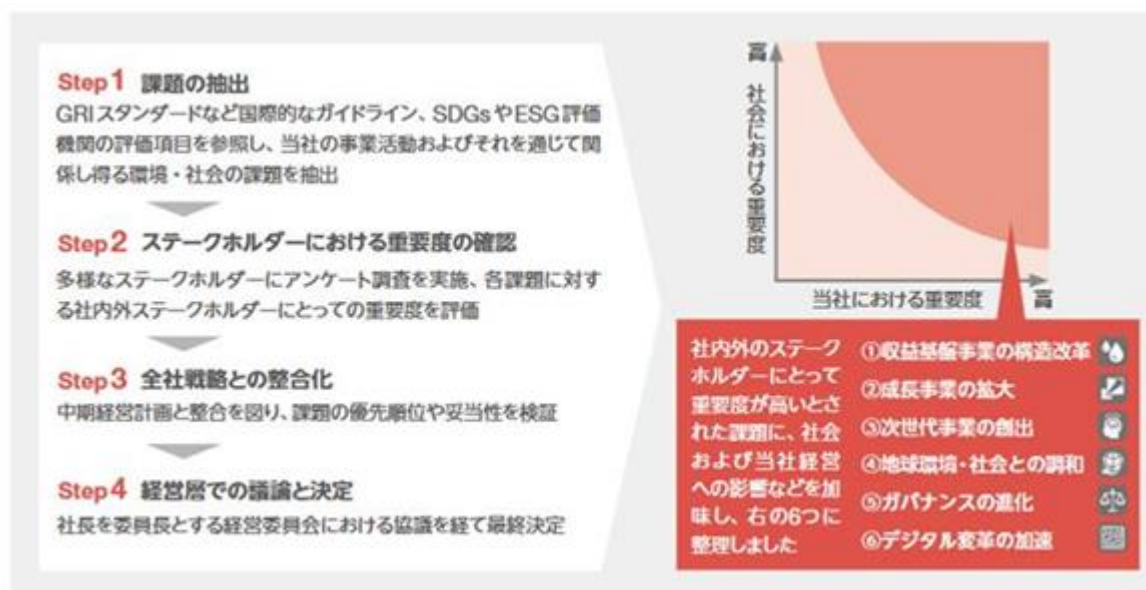 Step1 課題の抽出
GRIスタンダードなど国際的なガイドライン、SDGsやESG評価
機関の評価項目を参照し、当社の事業活動およびそれを通じて関
係し得る環境・社会の課題を抽出
Step2 ステークホルダーにおける重要度の確認
多様なステークホルダーにアンケート調査を実施、各課題に対す
る社内外ステークホルダーにとっての重要度を評価
Step3 全社戦略との整合化
中期経営計画と整合を図り、課題の優先順位や妥当性を検証
Step4 経営層での議論と決定
社長を委員長とする経営委員会における協議を経て最終決定
高
社会における重要度
当社における重要度
高
社内外のステーク
ホルダーにとって
重要度が高いとさ
れた課題に、社会
および当社経営
への影響などを加
味し、右の6つに
整理しました
①収益基盤事業の構造改革
②成長事業の拡大
③次世代事業の創出
④地球環境・社会との調和
⑤ガバナンスの進化
⑥デジタル変革の加速